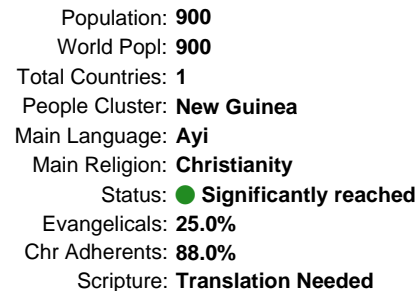 Population: 900
World Popl: 900
Total Countries: 1
People Cluster: New Guinea
Main Language: Ayi
Main Religion: Christianity
Status: Significantly reached
Evangelicals: 25.0%
Chr Adherents: 88.0%
Scripture: Translation Needed